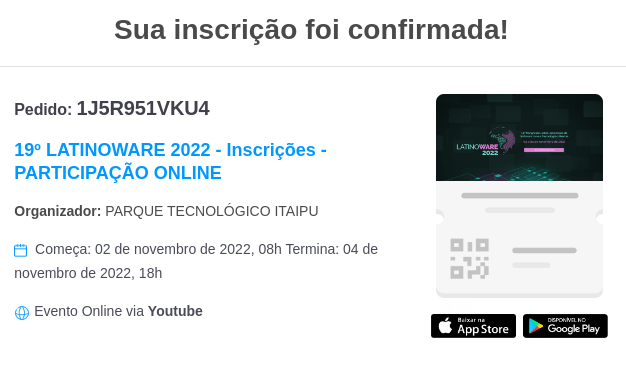 Sua inscrição foi confirmada!
Pedido: 1J5R951VKU4
19º LATINOWARE 2022 - Inscrições -
PARTICIPAÇÃO ONLINE
Organizador: PARQUE TECNOLÓGICO ITAIPU
Começa: 02 de novembro de 2022, 08h Termina: 04 de
novembro de 2022, 18h
Evento Online via Youtube
LATINOWARE
2022
Baixar na
App Store
DISPONÍVEL NO
Google Play